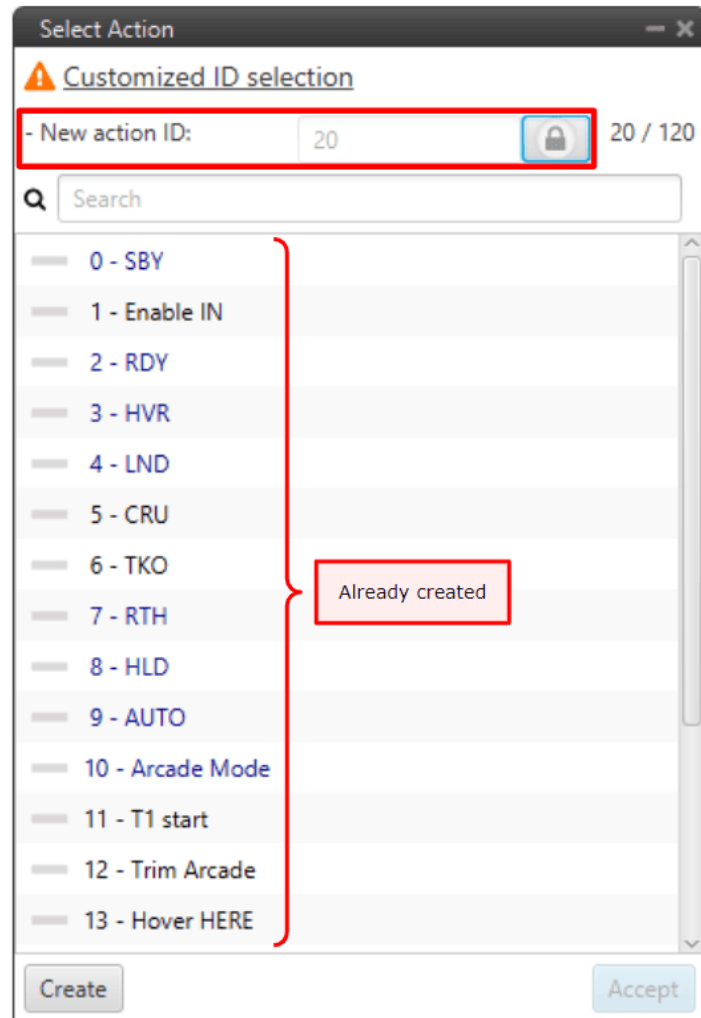 Select Action
Customized ID selection
- New action ID: 20 20 / 120
Search
0 - SBY
1 - Enable IN
2 - RDY
3 - HVR
4 - LND
5 - CRU
6 - TKO
Already created
7 - RTH
8 - HLD
9 - AUTO
10 - Arcade Mode
11 - T1 start
12 - Trim Arcade
13 - Hover HERE
Create Accept